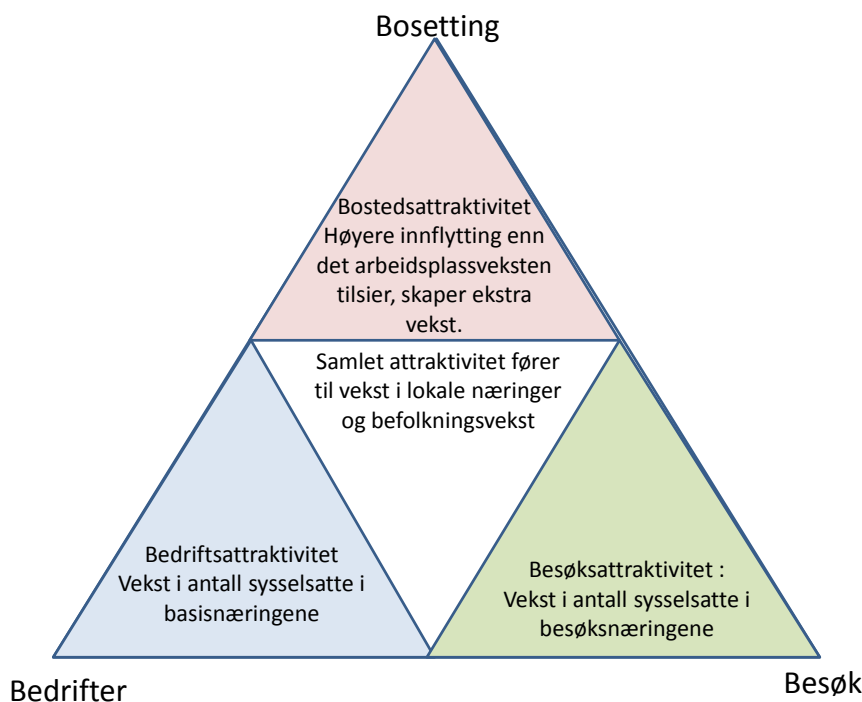 Bosetting
Bostedsattraktivitet
Høyere innflytting enn
det arbeidsplassveksten
tilsier, skaper ekstra
vekst.
Samlet attraktivitet fører
til vekst i lokale næringer
og befolkningsvekst
Bedriftsattraktivitet
Vekst i antall sysselsatte i
basisnæringene
Besøksattraktivitet :
Vekst i antall sysselsatte i
besøksnæringene
Bedrifter
Besøk